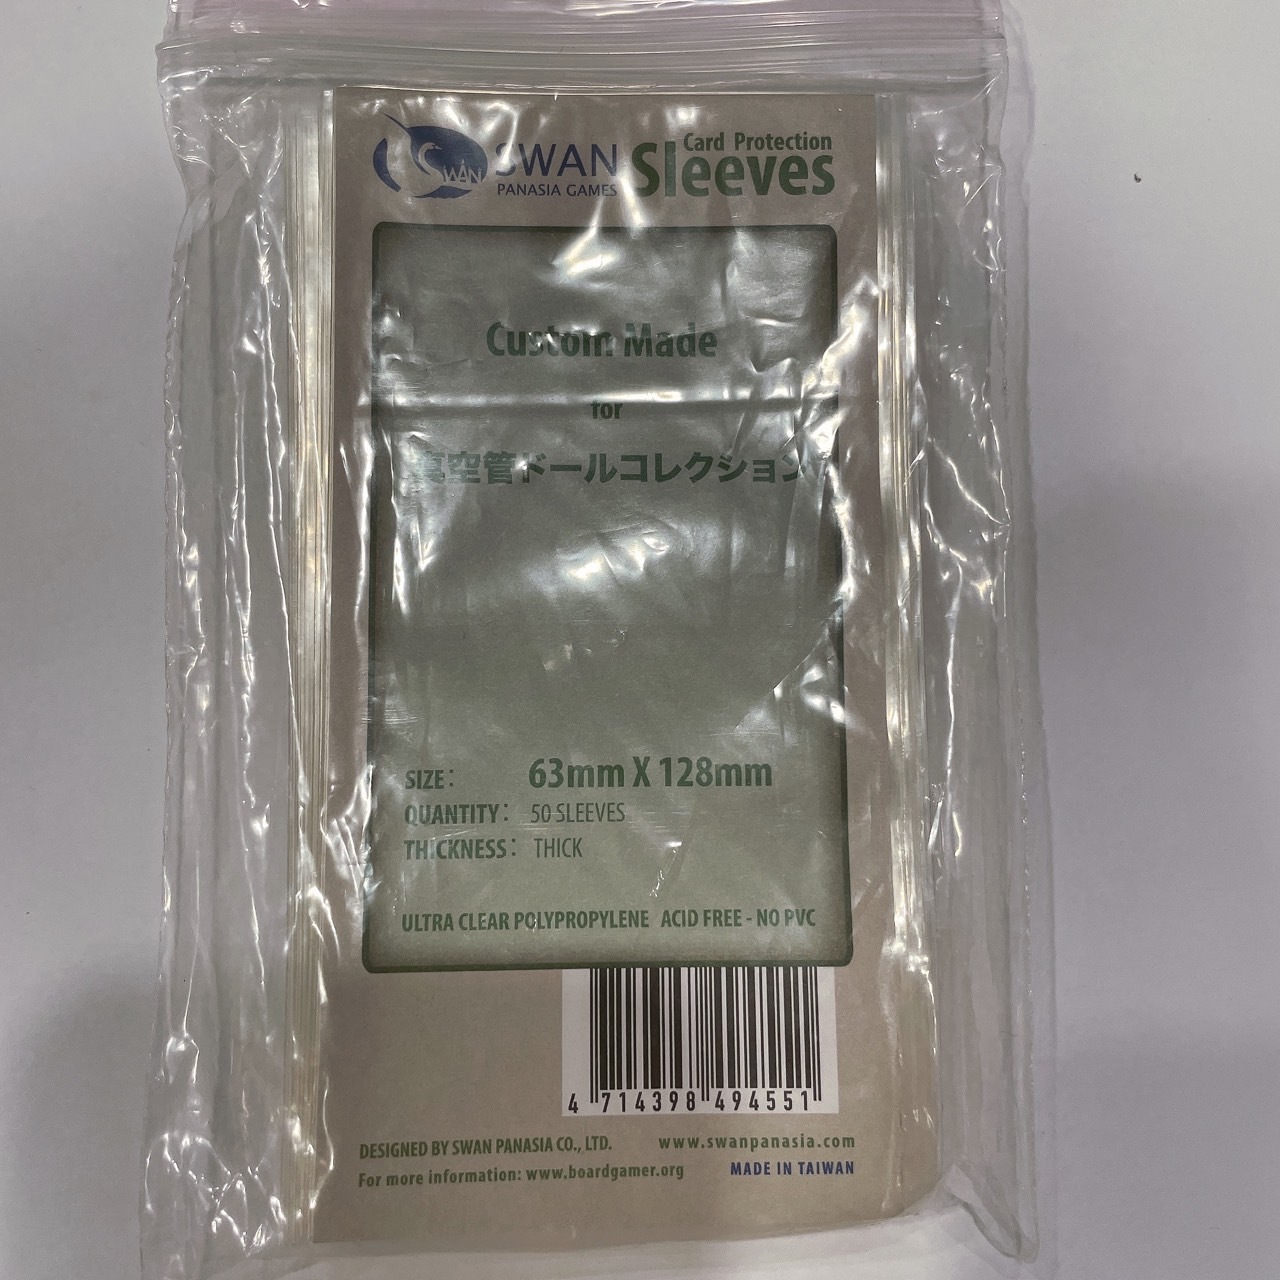 SWAN
SWAN
PANASIA GAMES
Card Protection
Sleeves
Custom Made
for
真空管ドールコレクション
SIZE: 63mm X 128mm
QUANTITY: 50 SLEEVES
THICKNESS: THICK
ULTRA CLEAR POLYPROPYLENE ACID FREE - NO PVC
4 714398 494551
DESIGNED BY SWAN PANASIA CO., LTD. www.swanpanasia.com
For more information: www.boardgamer.org MADE IN TAIWAN